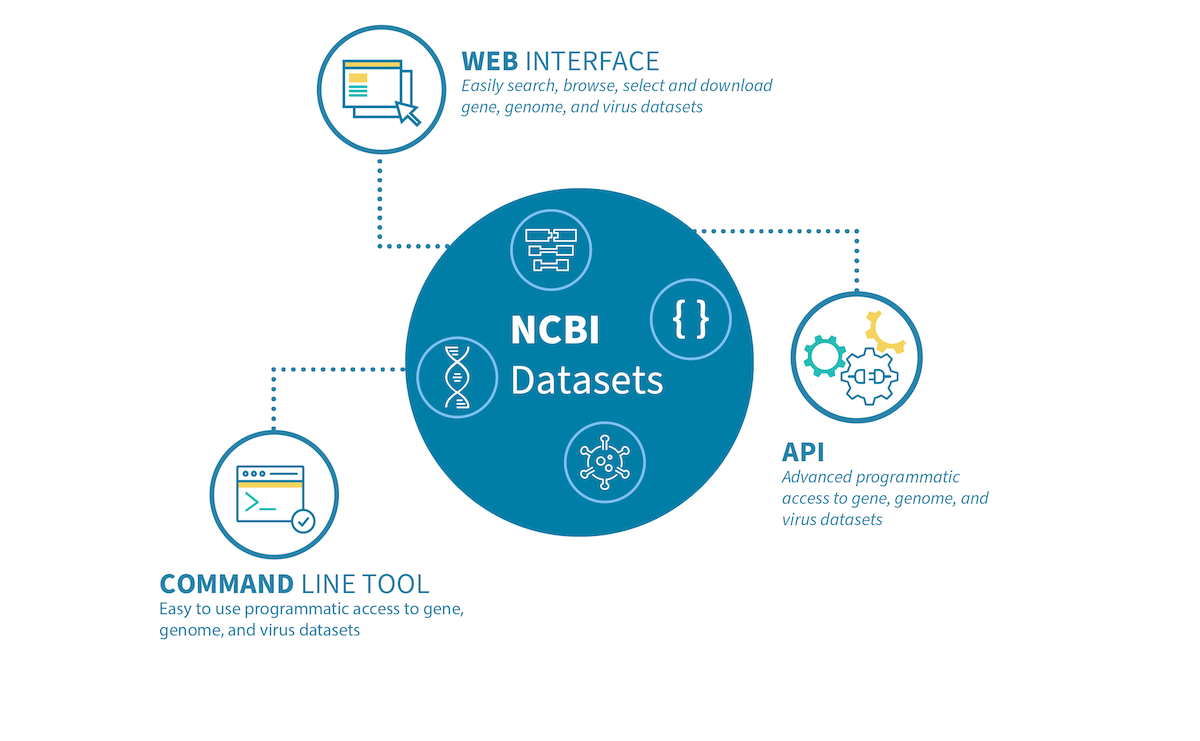 WEB INTERFACE
Easily search, browse, select and download
gene, genome, and virus datasets
NCBI
Datasets
{ }
API
Advanced programmatic
access to gene, genome, and
virus datasets
>_
COMMAND LINE TOOL
Easy to use programmatic access to gene,
genome, and virus datasets